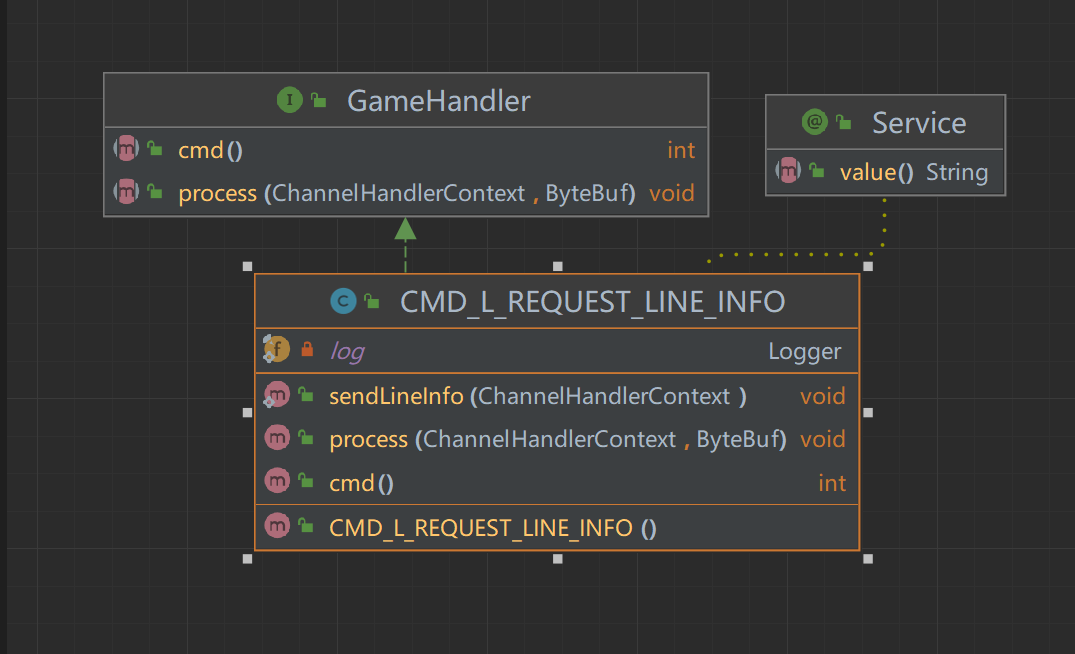 I GameHandler
m cmd() int
m process(ChannelHandlerContext, ByteBuf) void
@ Service
m value() String
C CMD_L_REQUEST_LINE_INFO
f log Logger
m sendLineInfo(ChannelHandlerContext) void
m process(ChannelHandlerContext, ByteBuf) void
m cmd() int
m CMD_L_REQUEST_LINE_INFO()